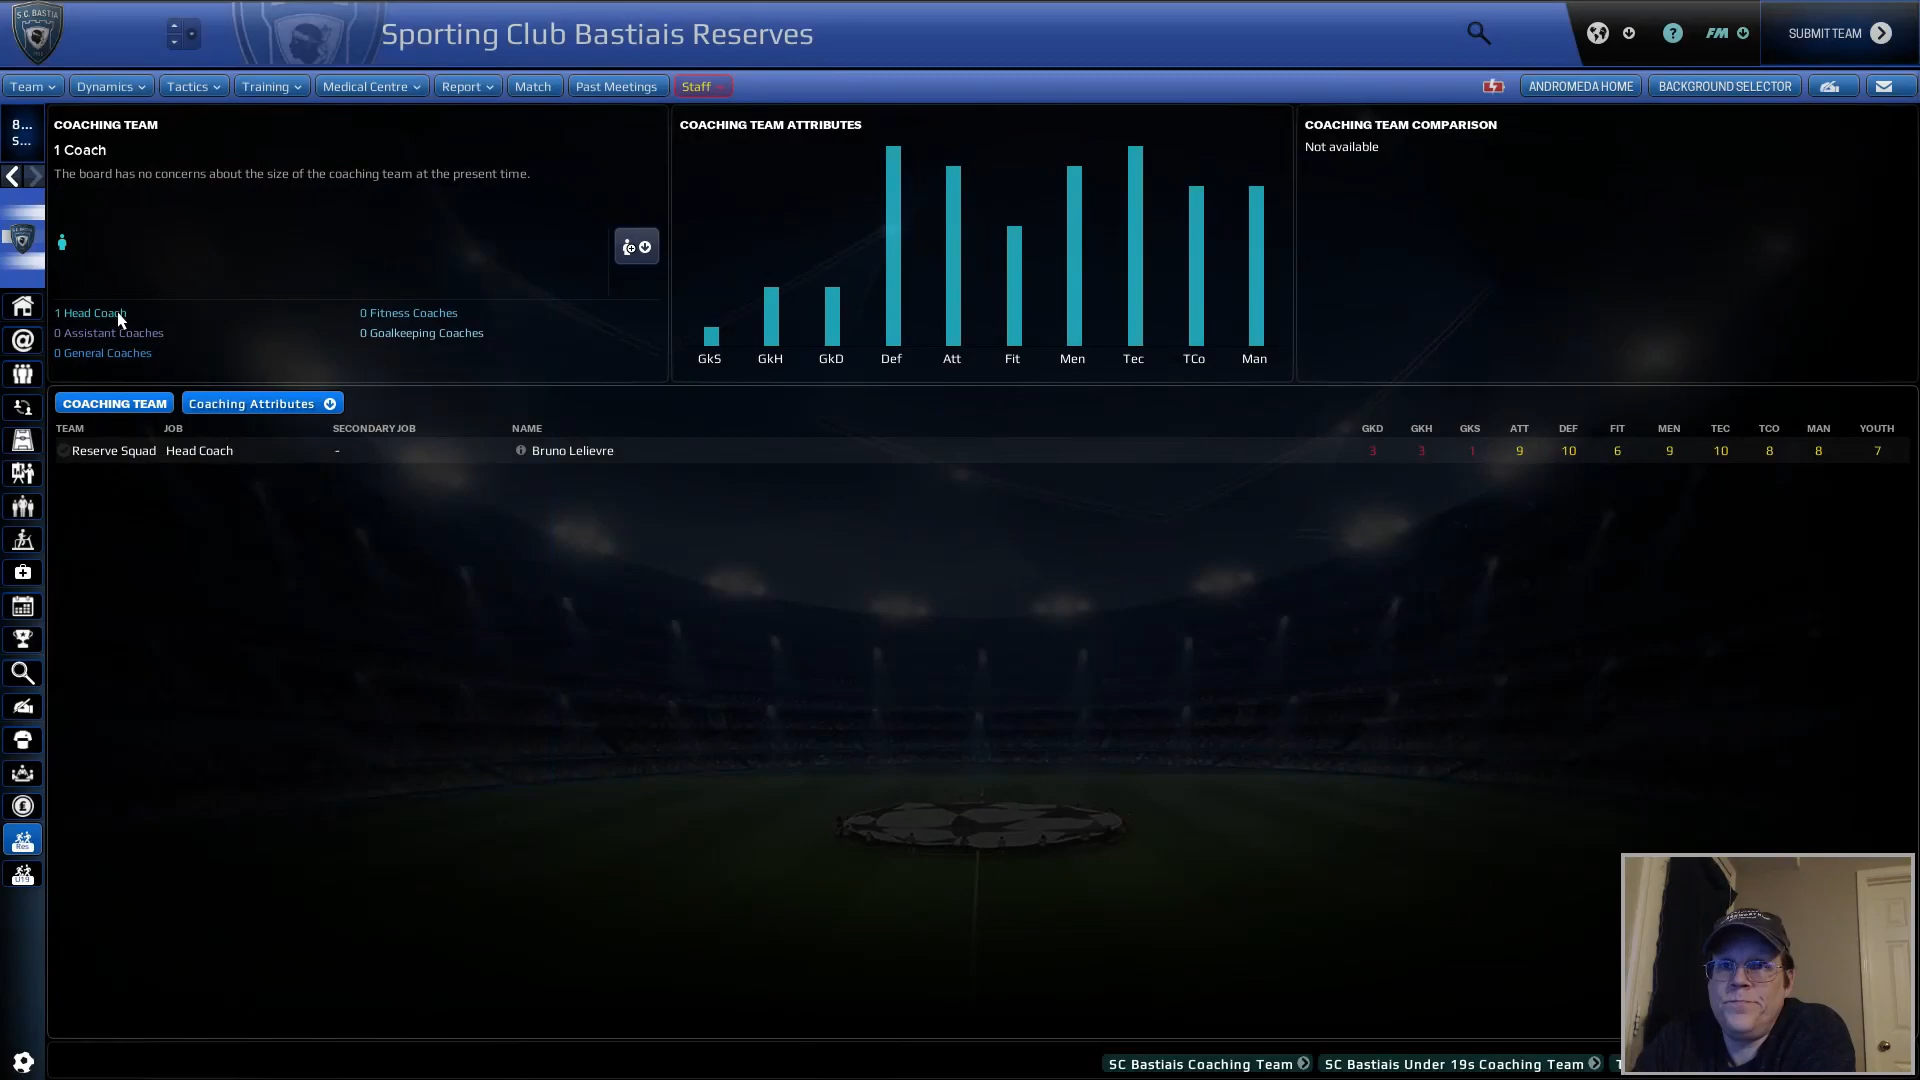 S.C. BASTIA
Sporting Club Bastiais Reserves
FM
SUBMIT TEAM
Team
Dynamics
Tactics
Training
Medical Centre
Report
Match
Past Meetings
Staff
ANDROMEDA HOME
BACKGROUND SELECTOR
B...
S...
COACHING TEAM
1 Coach
The board has no concerns about the size of the coaching team at the present time.
1 Head Coach
0 Fitness Coaches
0 Assistant Coaches
0 Goalkeeping Coaches
0 General Coaches
COACHING TEAM ATTRIBUTES
GkS GkH GkD Def Att Fit Men Tec TCo Man
COACHING TEAM COMPARISON
Not available
COACHING TEAM
Coaching Attributes
TEAM JOB SECONDARY JOB NAME GKD GKH GKS ATT DEF FIT MEN TEC TCO MAN YOUTH
Reserve Squad Head Coach - Bruno Lelievre 3 3 1 9 10 6 9 10 8 8 7
Res
U19
SC Bastiais Coaching Team
SC Bastiais Under 19s Coaching Team